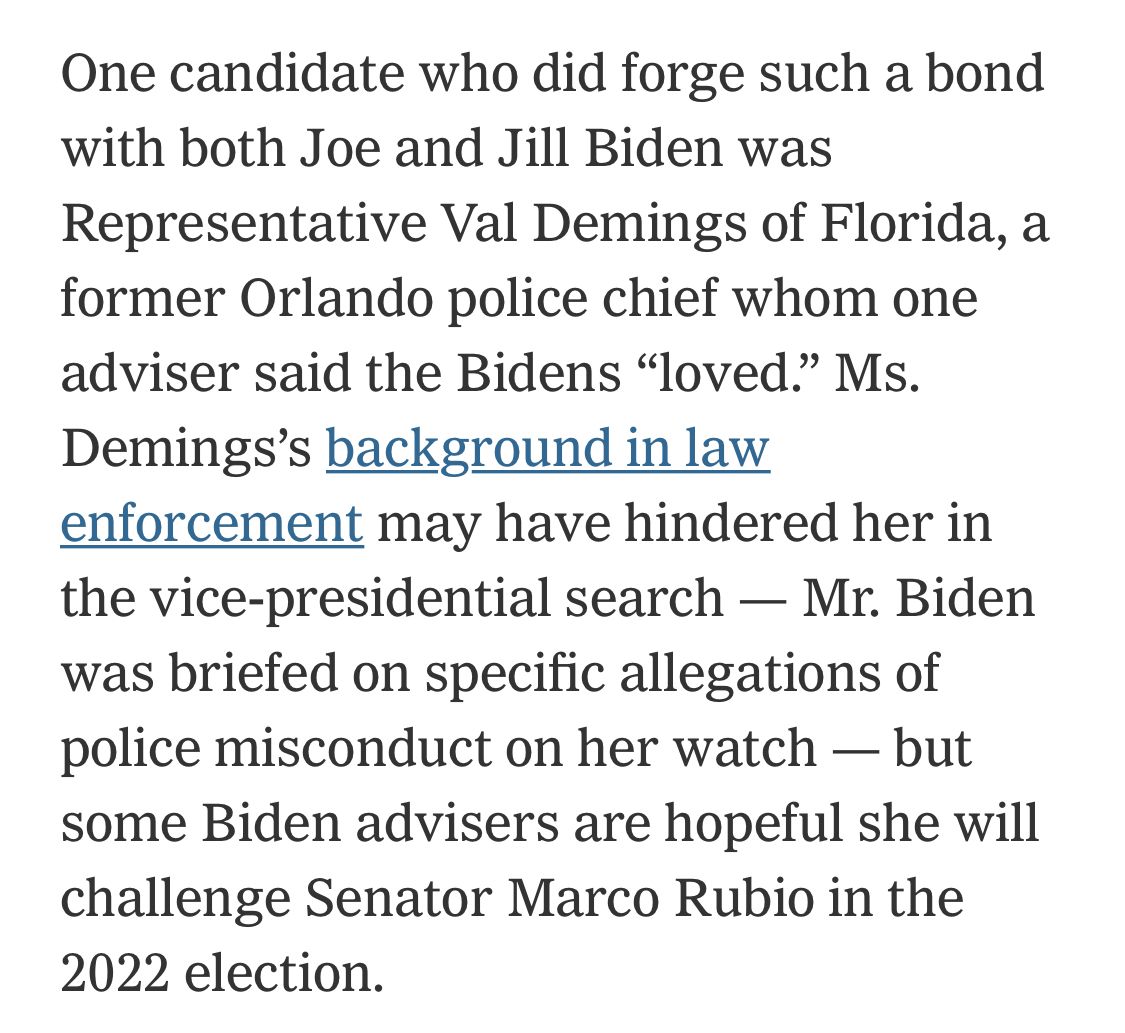 One candidate who did forge such a bond
with both Joe and Jill Biden was
Representative Val Demings of Florida, a
former Orlando police chief whom one
adviser said the Bidens “loved.” Ms.
Demings’s background in law
enforcement may have hindered her in
the vice-presidential search — Mr. Biden
was briefed on specific allegations of
police misconduct on her watch — but
some Biden advisers are hopeful she will
challenge Senator Marco Rubio in the
2022 election.